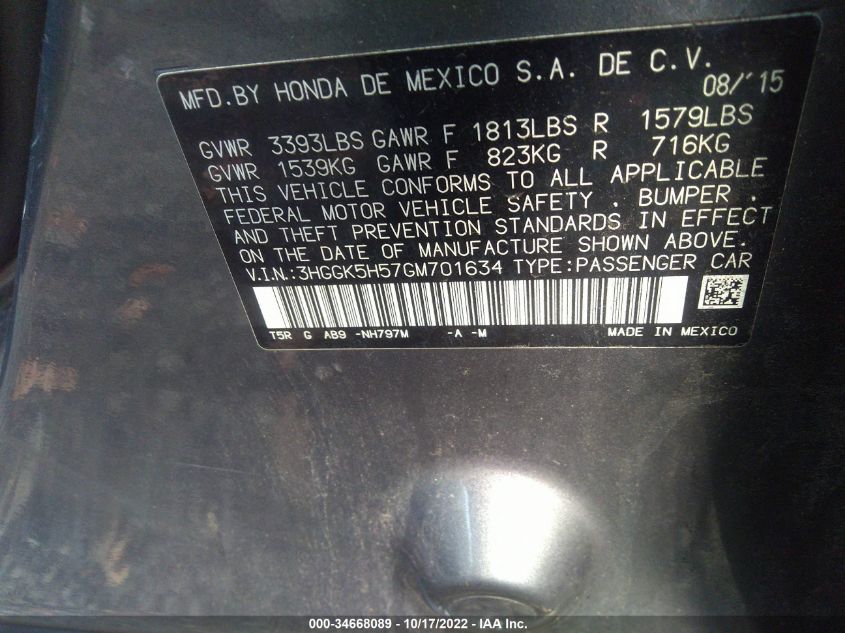 MFD.BY HONDA DE MEXICO S.A. DE C.V.
08/'15
GVWR 3393LBS GAWR F 1813LBS R 1579LBS
GVWR 1539KG GAWR F 823KG R 716KG
THIS VEHICLE CONFORMS TO ALL APPLICABLE
FEDERAL MOTOR VEHICLE SAFETY . BUMPER .
AND THEFT PREVENTION STANDARDS IN EFFECT
ON THE DATE OF MANUFACTURE SHOWN ABOVE.
V.I.N.:3HGGK5H57GM701634 TYPE:PASSENGER CAR
T5R G AB9 -NH797M -A -M MADE IN MEXICO
000-34668089 - 10/17/2022 - IAA Inc.